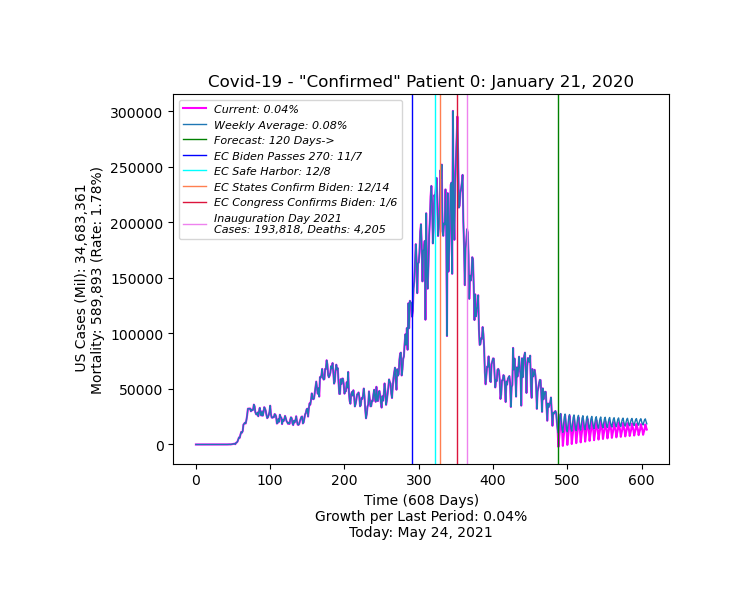 Covid-19 - "Confirmed" Patient 0: January 21, 2020
US Cases (Mil): 34,683,361
Mortality: 589,893 (Rate: 1.78%)
300000
250000
200000
150000
100000
50000
0
Current: 0.04%
Weekly Average: 0.08%
Forecast: 120 Days->
EC Biden Passes 270: 11/7
EC Safe Harbor: 12/8
EC States Confirm Biden: 12/14
EC Congress Confirms Biden: 1/6
Inauguration Day 2021
Cases: 193,818, Deaths: 4,205
0 100 200 300 400 500 600
Time (608 Days)
Growth per Last Period: 0.04%
Today: May 24, 2021